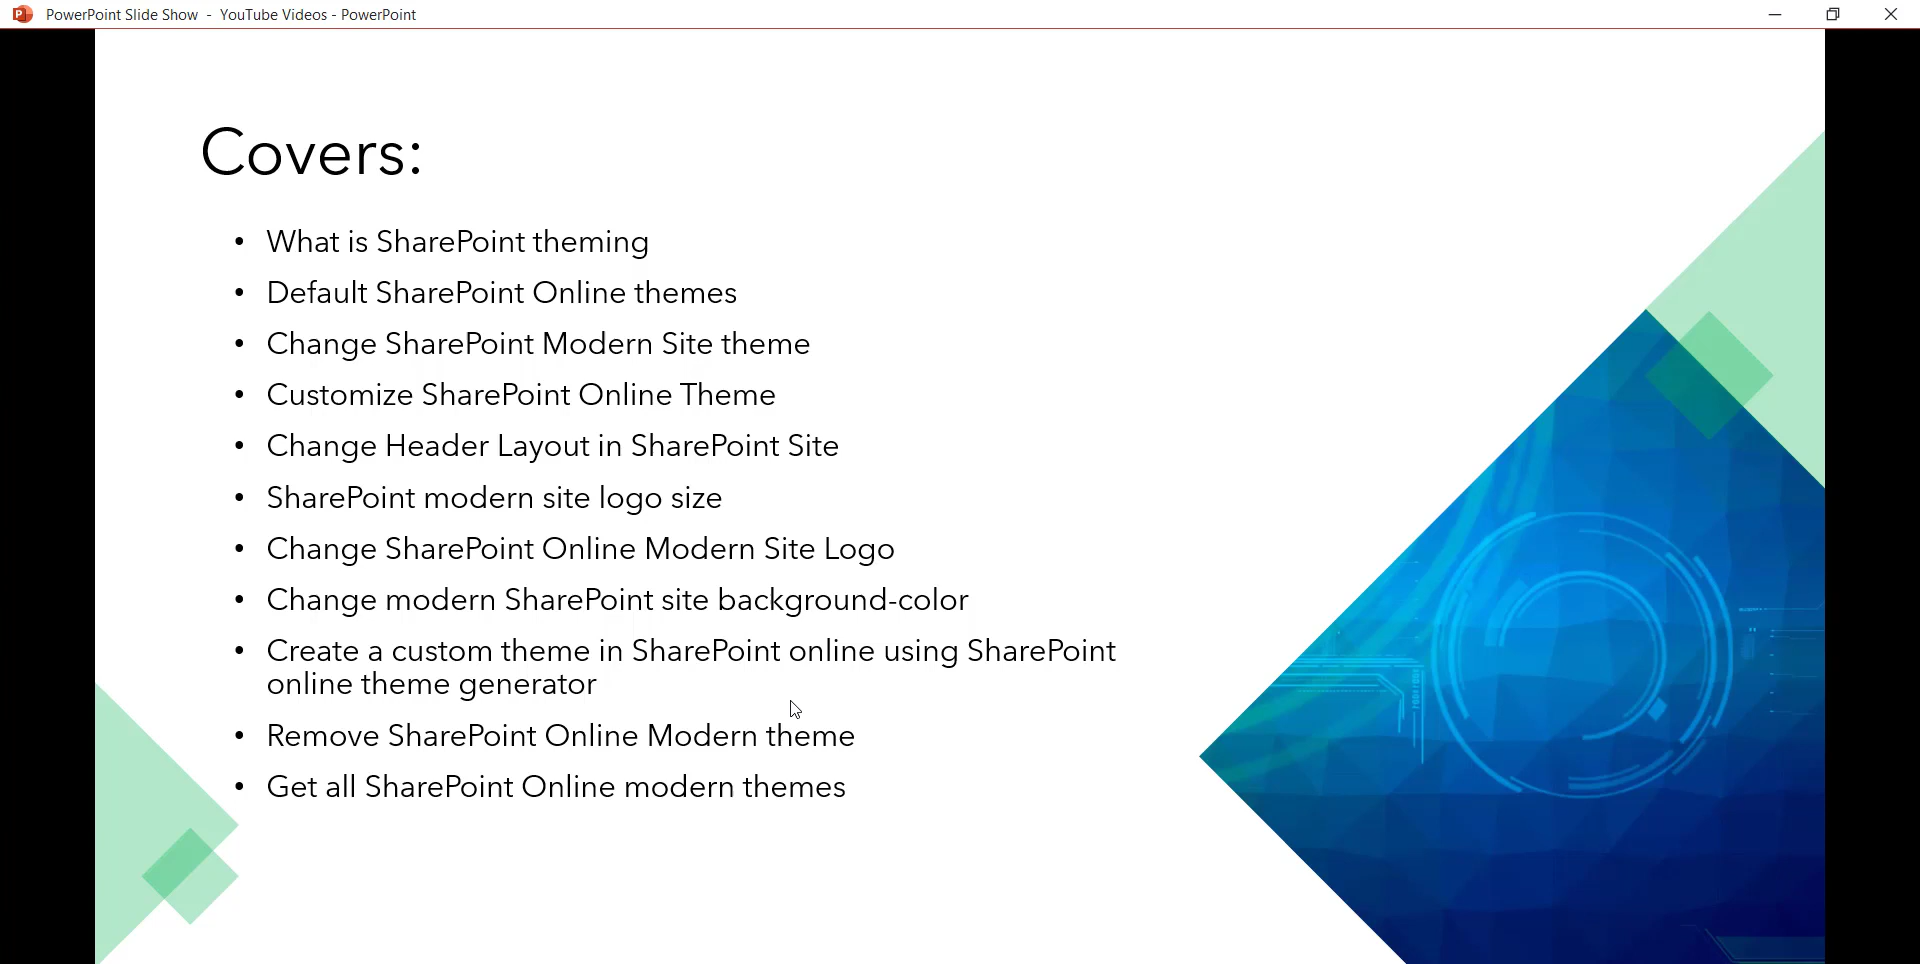 PowerPoint Slide Show - YouTube Videos - PowerPoint
Covers:
• What is SharePoint theming
• Default SharePoint Online themes
• Change SharePoint Modern Site theme
• Customize SharePoint Online Theme
• Change Header Layout in SharePoint Site
• SharePoint modern site logo size
• Change SharePoint Online Modern Site Logo
• Change modern SharePoint site background-color
• Create a custom theme in SharePoint online using SharePoint
online theme generator
• Remove SharePoint Online Modern theme
• Get all SharePoint Online modern themes